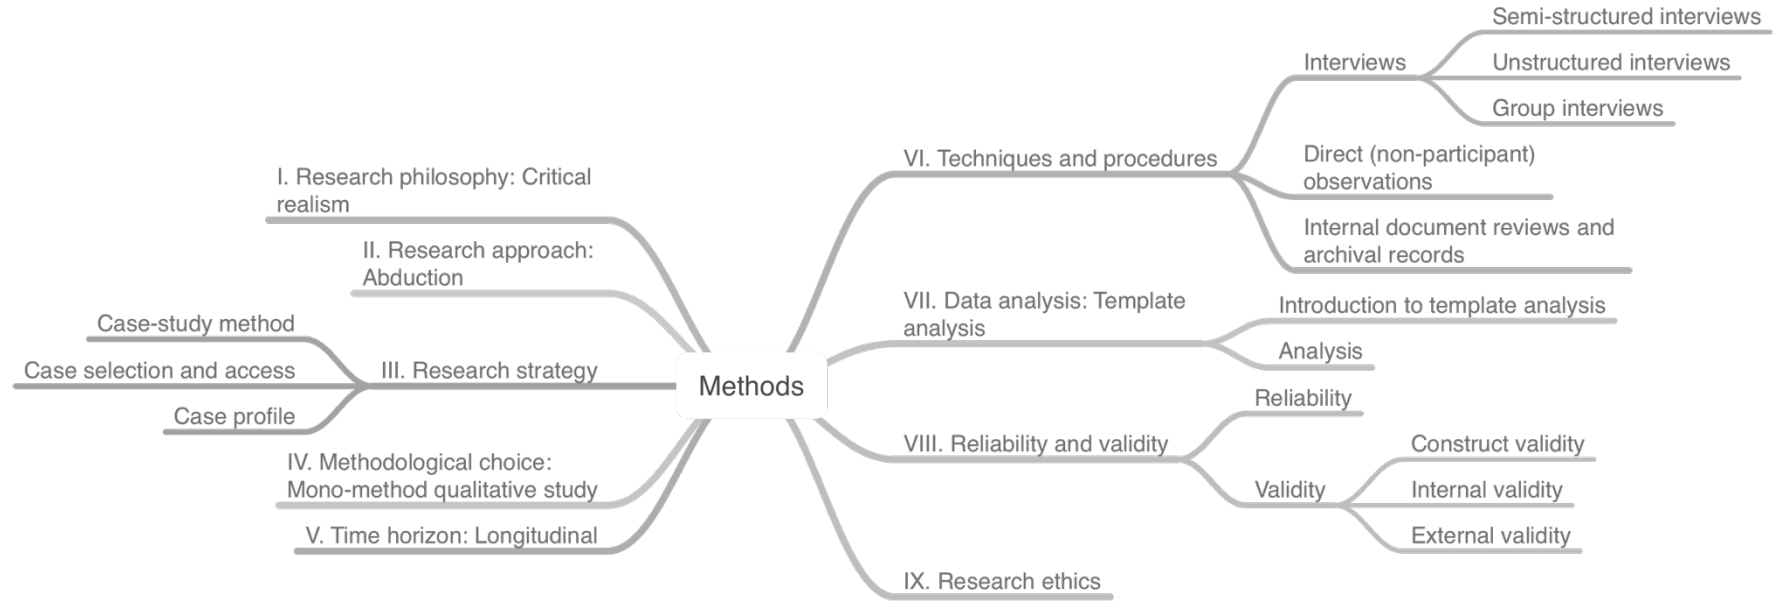 I. Research philosophy: Critical
realism
II. Research approach:
Abduction
Case-study method
Case selection and access
Case profile
III. Research strategy
IV. Methodological choice:
Mono-method qualitative study
V. Time horizon: Longitudinal
Methods
VI. Techniques and procedures
Interviews
Semi-structured interviews
Unstructured interviews
Group interviews
Direct (non-participant)
observations
Internal document reviews and
archival records
VII. Data analysis: Template
analysis
Introduction to template analysis
Analysis
VIII. Reliability and validity
Reliability
Validity
Construct validity
Internal validity
External validity
IX. Research ethics